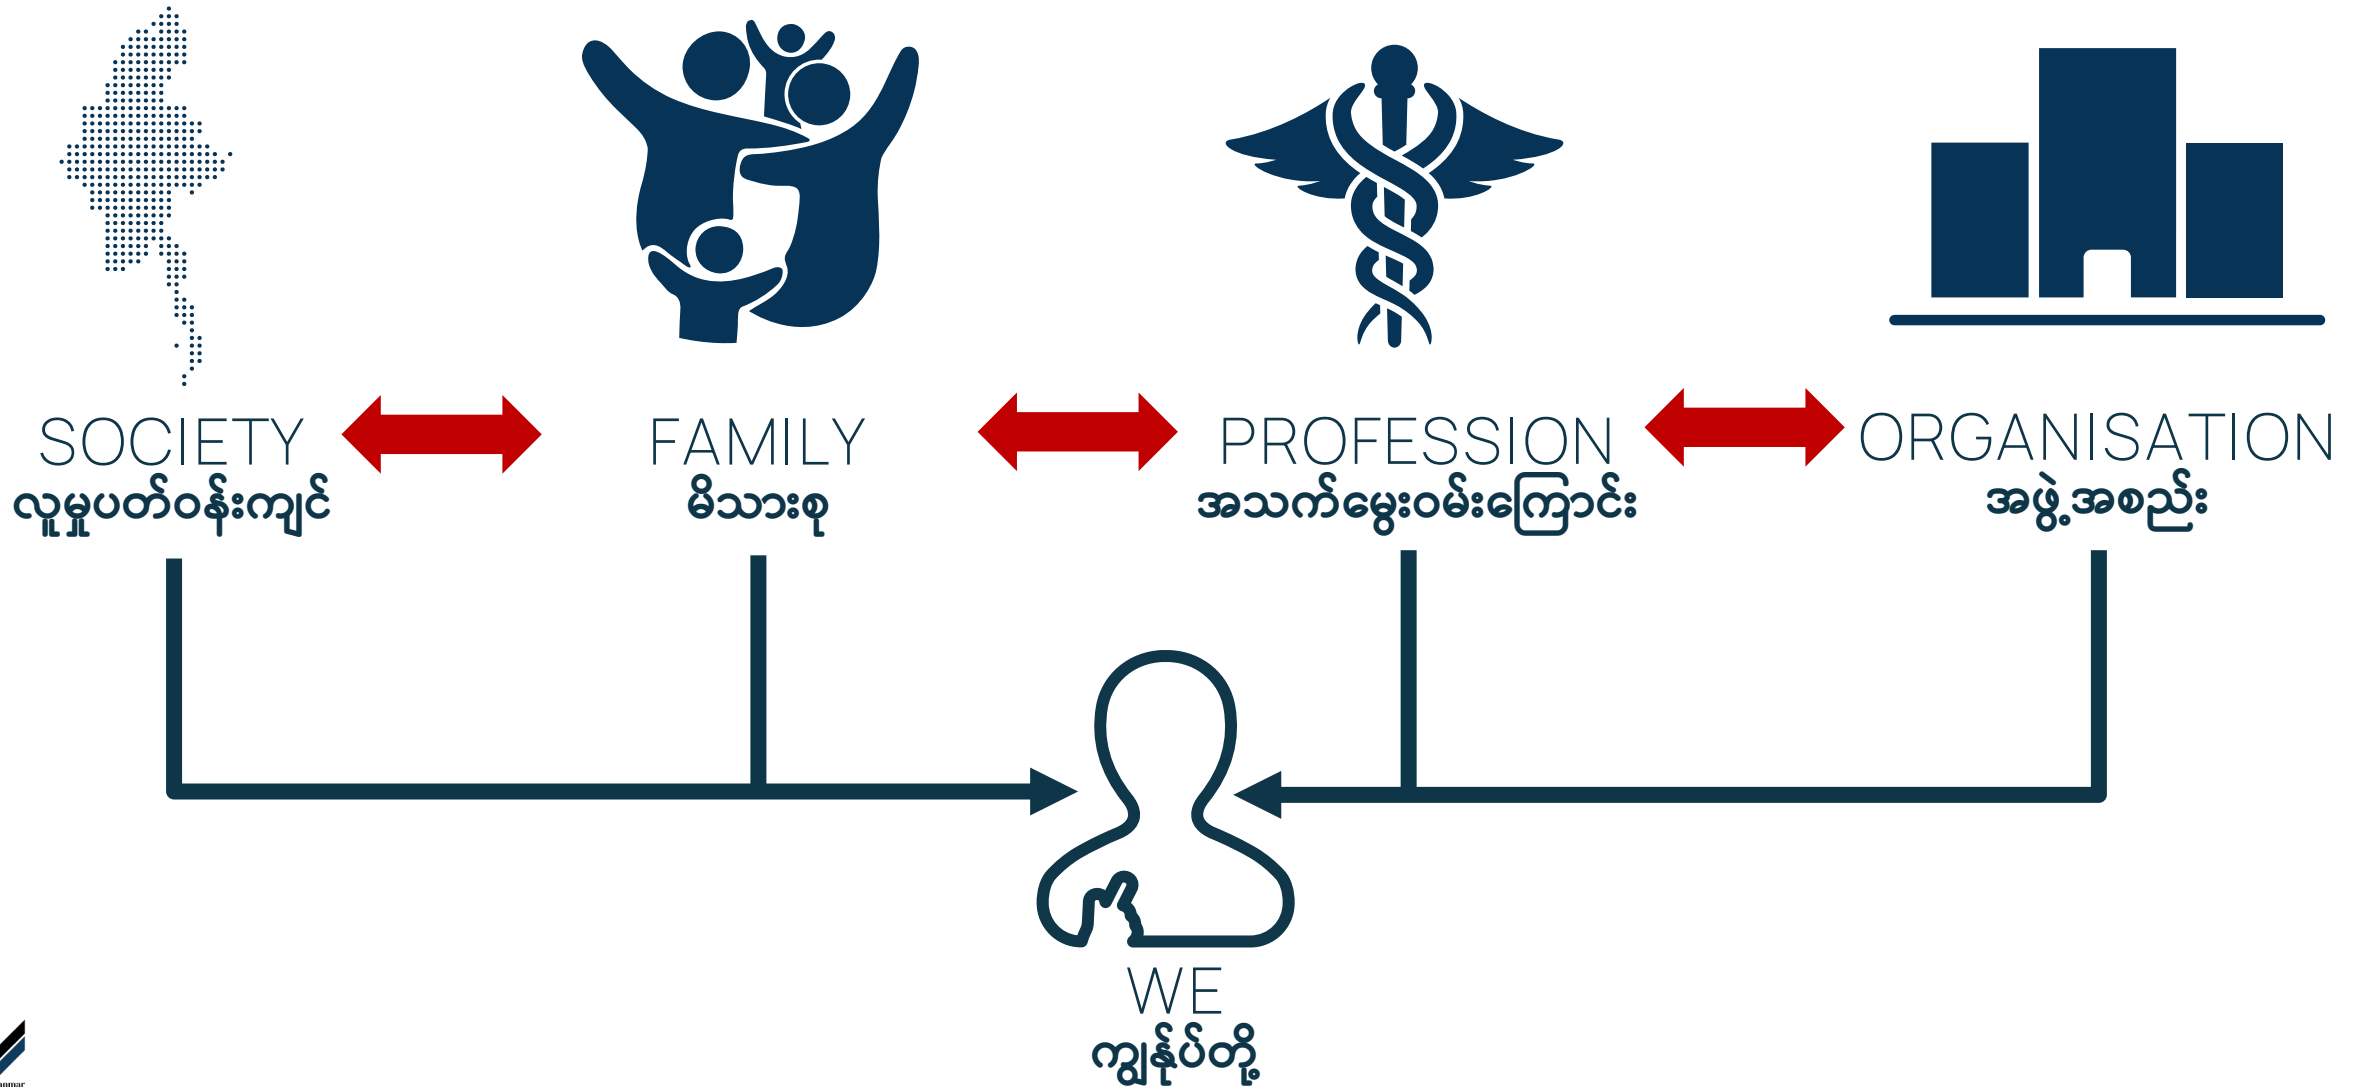 SOCIETY
လူမှုပတ်ဝန်းကျင်
FAMILY
မိသားစု
PROFESSION
အသက်မွေးဝမ်းကြောင်း
ORGANISATION
အဖွဲ့အစည်း
WE
ကျွန်ုပ်တို့